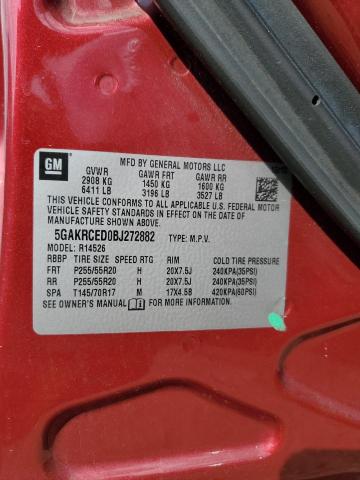 GM
MFD BY GENERAL MOTORS LLC
GVWR GAWR FRT GAWR RR
2908 KG 1450 KG 1600 KG
6411 LB 3196 LB 3527 LB
THIS VEHICLE CONFORMS TO ALL APPLICABLE U.S. FEDERAL MOTOR
VEHICLE SAFETY STANDARDS IN EFFECT ON THE DATE OF
MANUFACTURE SHOWN ABOVE.
5GAKRCED0BJ272882 TYPE: M.P.V.
MODEL: R14526
RBBP TIRE SIZE SPEED RTG RIM COLD TIRE PRESSURE
FRT P255/55R20 H 20X7.5J 240KPA(35PSI)
RR P255/55R20 H 20X7.5J 240KPA(35PSI)
SPA T145/70R17 M 17X4.5B 420KPA(60PSI)
SEE OWNER'S MANUAL FOR MORE INFORMATION.